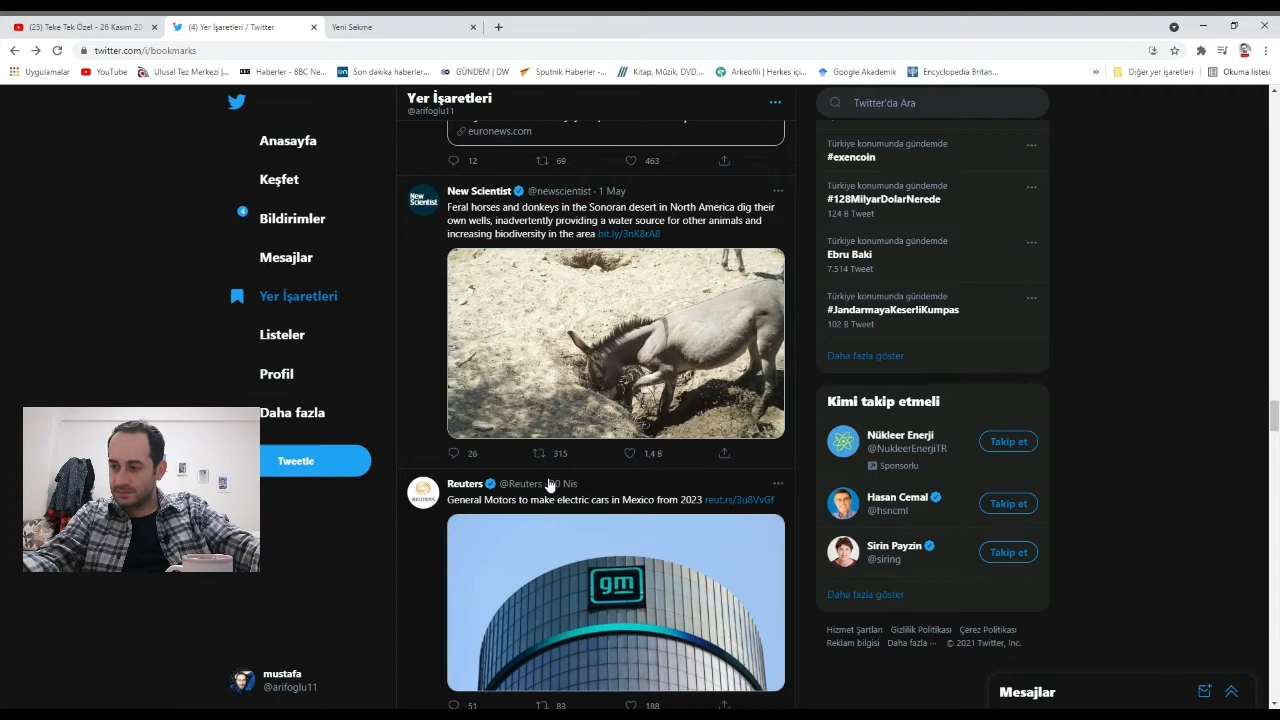 (25) Teke Tek Özel - 26 Kasım 20
(4) Yer İşaretleri / Twitter
Yeni Sekme
twitter.com/i/bookmarks
Uygulamalar
YouTube
Ulusal Tez Merkezi |...
Haberler - BBC Ne...
Son dakika haberler...
GÜNDEM | DW
Sputnik Haberler -...
Kitap, Müzik, DVD,...
Arkeofili | Herkes içi...
Google Akademik
Encyclopedia Britan...
»
Diğer yer işaretleri
Okuma listesi
Anasayfa
Keşfet
4
Bildirimler
Mesajlar
Yer İşaretleri
Listeler
Profil
Daha fazla
Tweetle
mustafa
@arifoglu11
Yer İşaretleri
@arifoglu11
euronews.com
12
69
463
New Scientist
@newscientist · 1 May
Feral horses and donkeys in the Sonoran desert in North America dig their
own wells, inadvertently providing a water source for other animals and
increasing biodiversity in the area bit.ly/3nK8rA8
New
Scientist
26
315
1,4 B
Reuters
@Reuters
Nis
General Motors to make electric cars in Mexico from 2023 reut.rs/3u8VvGf
REUTERS
gm
51
83
188
Twitter'da Ara
Türkiye konumunda gündemde
#exencoin
Türkiye konumunda gündemde
#128MilyarDolarNerede
124 B Tweet
Türkiye konumunda gündemde
Ebru Baki
7.514 Tweet
Türkiye konumunda gündemde
#JandarmayaKeserliKumpas
102 B Tweet
Daha fazla göster
Kimi takip etmeli
Nükleer Enerji
@NukleerEnerjiTR
Sponsorlu
Takip et
Hasan Cemal
@hsncml
Takip et
Sirin Payzin
@siring
Takip et
Daha fazla göster
Hizmet Şartları Gizlilik Politikası Çerez Politikası
Reklam bilgisi Daha fazla ··· © 2021 Twitter, Inc.
Mesajlar